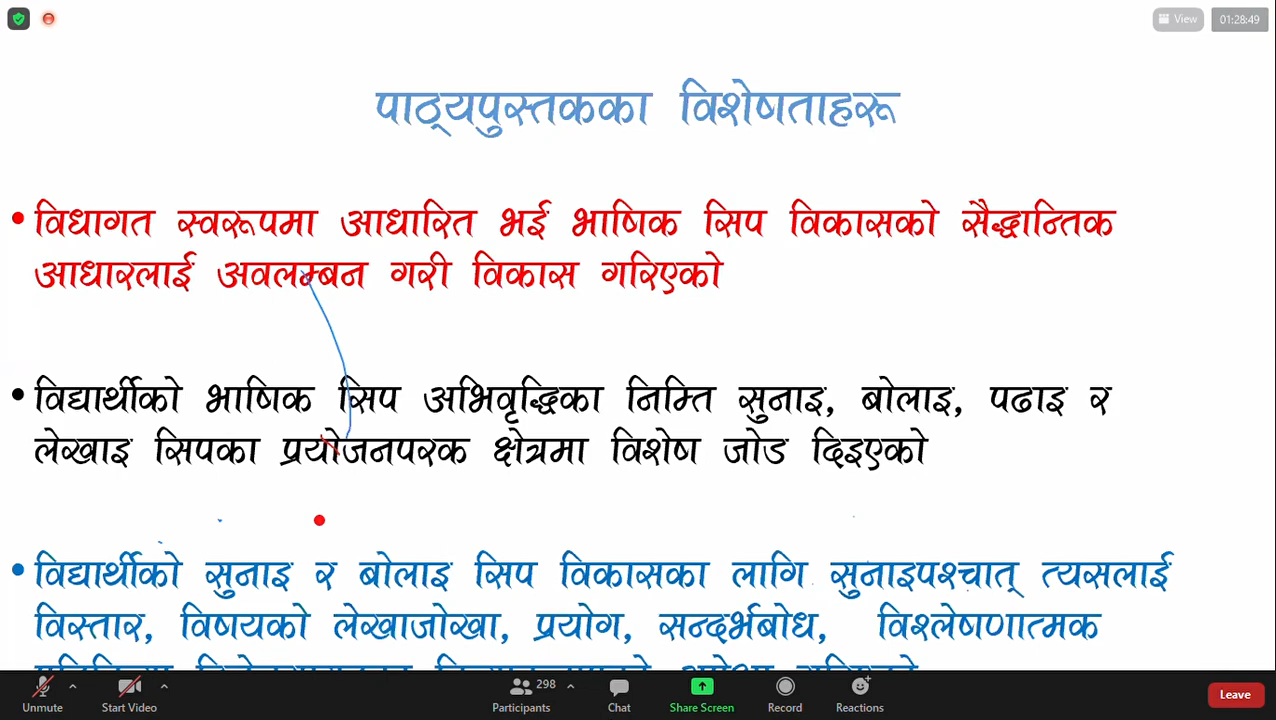 View
01:28:49
पाठ्यपुस्तकका विशेषताहरू
• विधागत स्वरूपमा आधारित भई भाषिक सिप विकासको सैद्धान्तिक
आधारलाई अवलम्बन गरी विकास गरिएको
• विद्यार्थीको भाषिक सिप अभिवृद्धिका निम्ति सुनाइ, बोलाइ, पढाइ र
लेखाइ सिपका प्रयोजनपरक क्षेत्रमा विशेष जोड दिइएको
• विद्यार्थीको सुनाइ र बोलाइ सिप विकासका लागि सुनाइपश्चात् त्यसलाई
विस्तार, विषयको लेखाजोखा, प्रयोग, सन्दर्भबोध, विश्लेषणात्मक
Unmute
Start Video
298
Participants
Chat
Share Screen
Record
Reactions
Leave